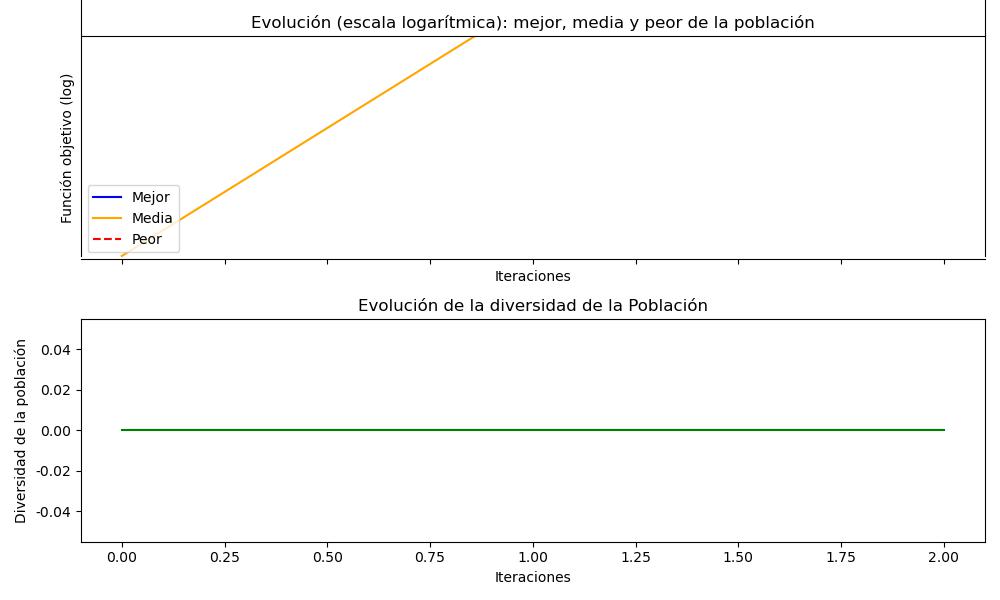 Evolución (escala logarítmica): mejor, media y peor de la población
Función objetivo (log)
Mejor
Media
Peor
Iteraciones
Evolución de la diversidad de la Población
Diversidad de la población
0.04
0.02
0.00
-0.02
-0.04
0.00 0.25 0.50 0.75 1.00 1.25 1.50 1.75 2.00
Iteraciones